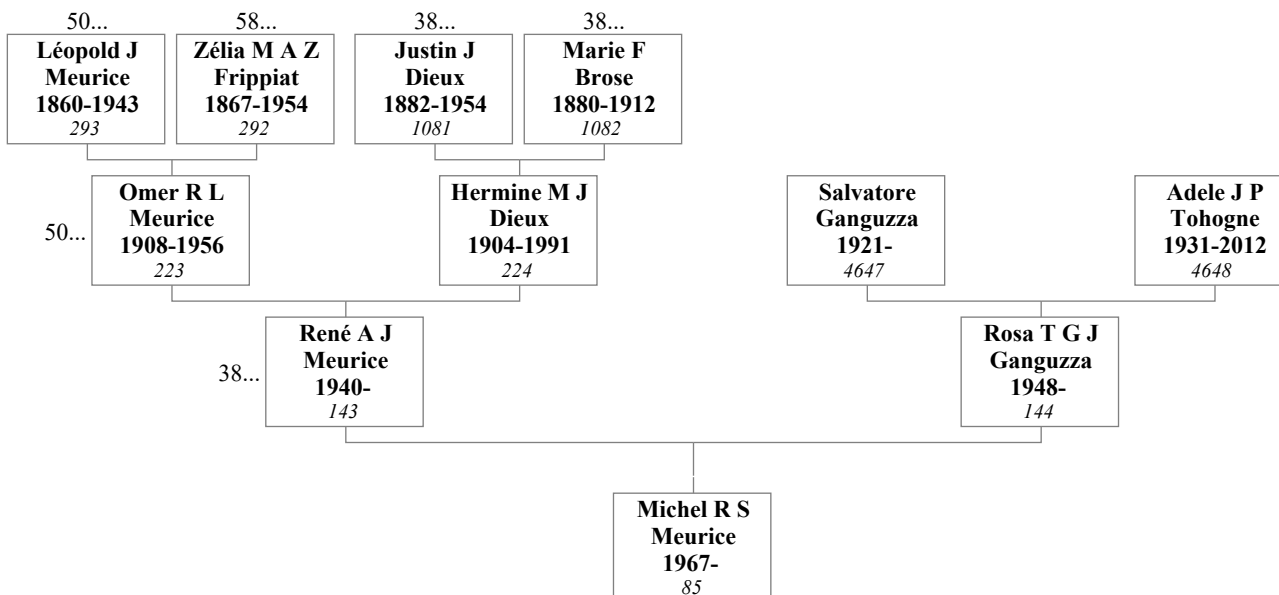 50...
58...
38...
38...
Léopold J
Meurice
1860-1943
293
Zélia M A Z
Frippiat
1867-1954
292
Justin J
Dieux
1882-1954
1081
Marie F
Brose
1880-1912
1082
50...
Omer R L
Meurice
1908-1956
223
Hermine M J
Dieux
1904-1991
224
Salvatore
Ganguzza
1921-
4647
Adele J P
Tohogne
1931-2012
4648
38...
René A J
Meurice
1940-
143
Rosa T G J
Ganguzza
1948-
144
Michel R S
Meurice
1967-
85